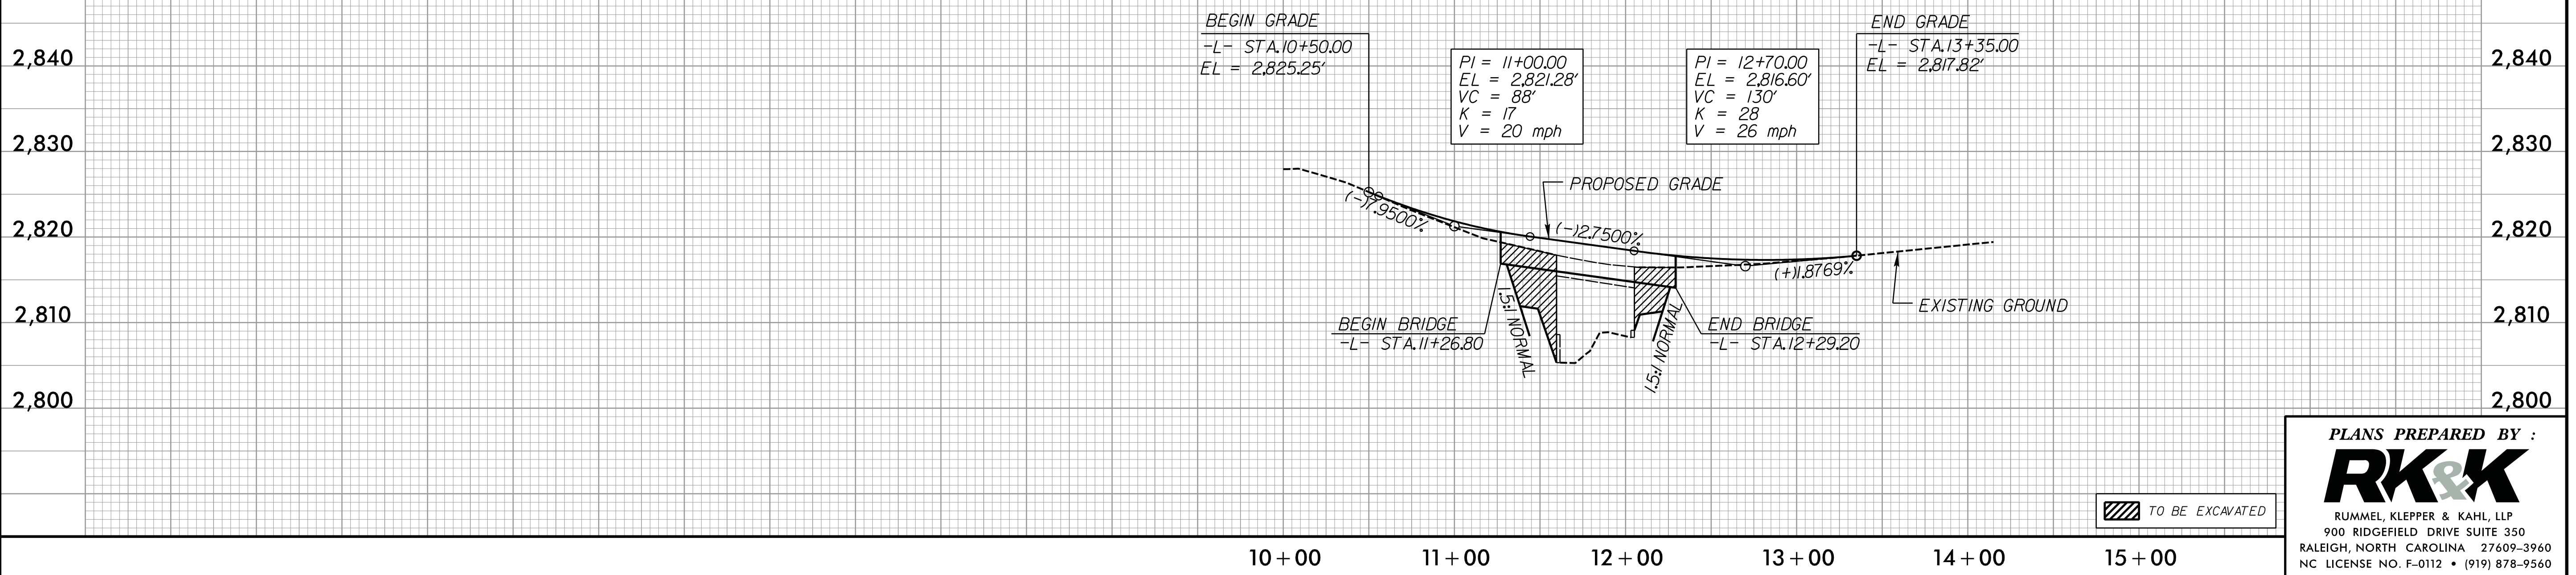 2,840
2,830
2,820
2,810
2,800
BEGIN GRADE
-L- STA.10+50.00
EL = 2,825.25'
PI = 11+00.00
EL = 2,821.28'
VC = 88'
K = 17
V = 20 mph
PI = 12+70.00
EL = 2,816.60'
VC = 130'
K = 28
V = 26 mph
END GRADE
-L- STA.13+35.00
EL = 2,817.82'
2,840
2,830
2,820
2,810
2,800
PROPOSED GRADE
(-)7.9500%
(-)2.7500%
(+)1.8769%
EXISTING GROUND
BEGIN BRIDGE
-L- STA.11+26.80
1.5:1 NORMAL
1.5:1 NORMAL
END BRIDGE
-L- STA.12+29.20
TO BE EXCAVATED
10+00 11+00 12+00 13+00 14+00 15+00
PLANS PREPARED BY :
RK&K
RUMMEL, KLEPPER & KAHL, LLP
900 RIDGEFIELD DRIVE SUITE 350
RALEIGH, NORTH CAROLINA 27609-3960
NC LICENSE NO. F-0112 • (919) 878-9560